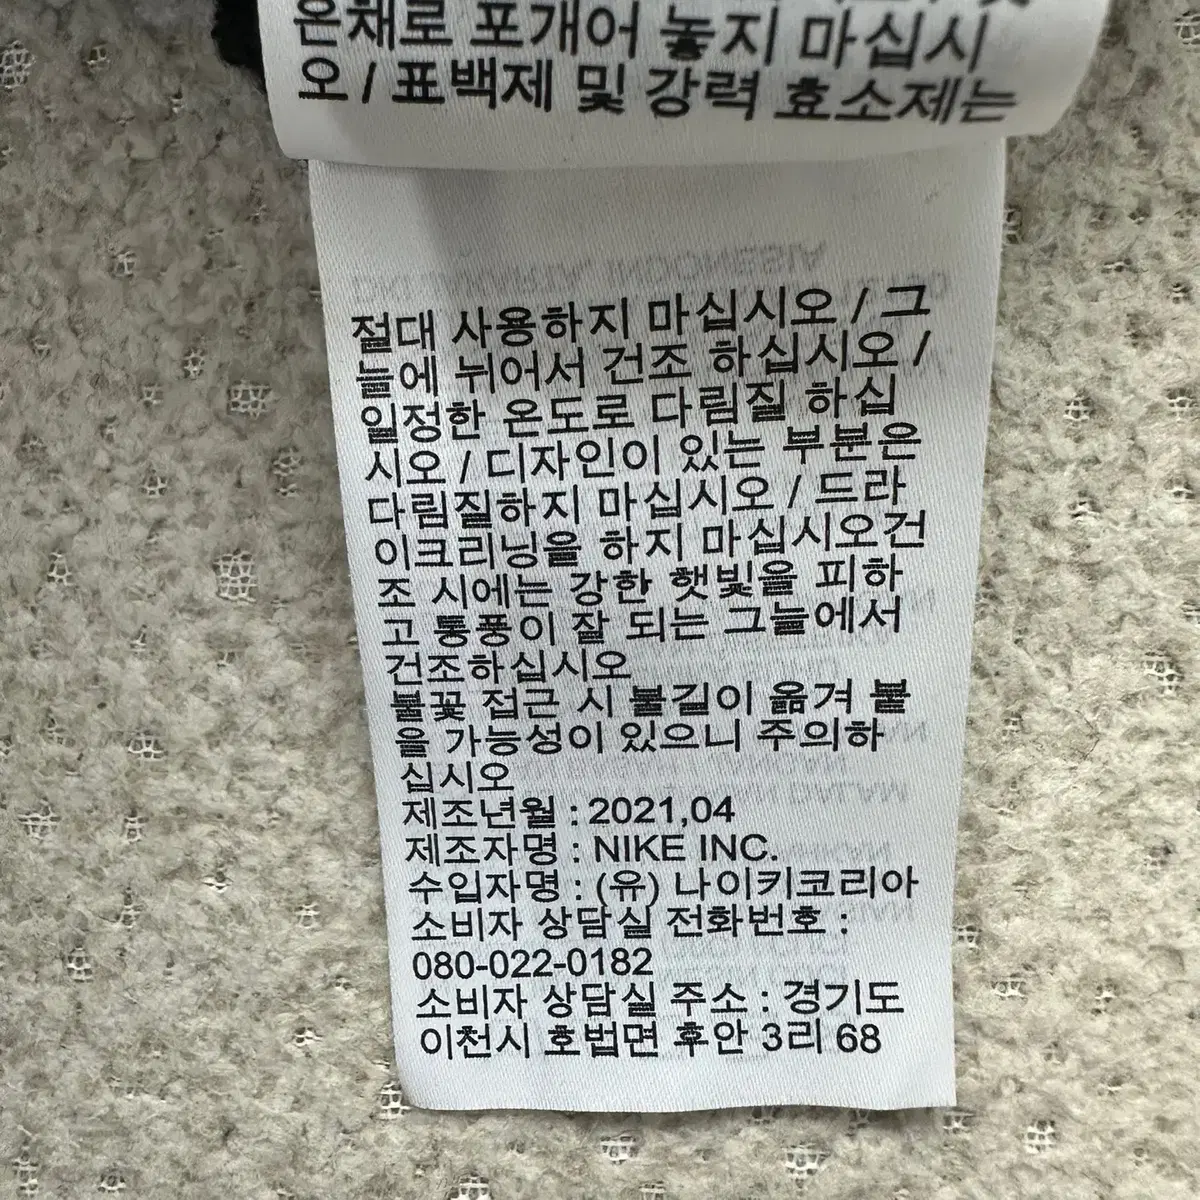 온채로 포개어 놓지 마십시
오 / 표백제 및 강력 효소제는
절대 사용하지 마십시오 / 그
늘에 뉘어서 건조 하십시오 /
일정한 온도로 다림질 하십
시오 / 디자인이 있는 부분은
다림질하지 마십시오 / 드라
이크리닝을 하지 마십시오건
조 시에는 강한 햇빛을 피하
고 통풍이 잘 되는 그늘에서
건조하십시오
불꽃 접근 시 불길이 옮겨 붙
을 가능성이 있으니 주의하
십시오
제조년월 : 2021,04
제조자명 : NIKE INC.
수입자명 : (유) 나이키코리아
소비자 상담실 전화번호 :
080-022-0182
소비자 상담실 주소 : 경기도
이천시 호법면 후안 3리 68